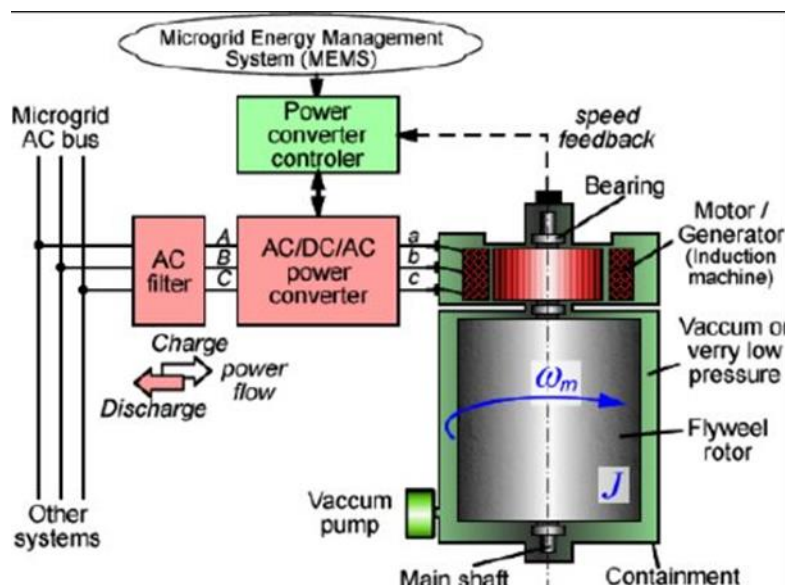 Microgrid Energy Management
System (MEMS)
Microgrid
AC bus
Power
converter
controler
speed
feedback
Bearing
Motor /
Generator
(Induction
machine)
AC
filter
A
B
C
AC/DC/AC
power
converter
a
b
c
Charge
power
flow
Discharge
Vaccum or
verry low
pressure
ωm
Flyweel
rotor
J
Vaccum
pump
Other
systems
Main shaft
Containment